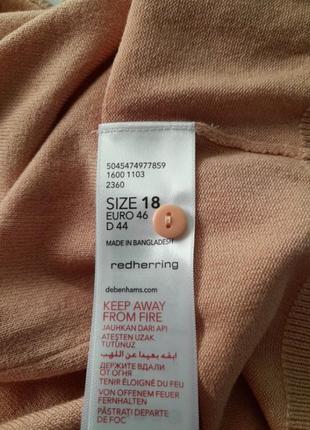 5045474977859
1600 1103
2360
SIZE 18
EURO 46
D 44
MADE IN BANGLADESH
redherring
debenhams.com
KEEP AWAY
FROM FIRE
JAUHKAN DARI API
ATEŞTEN UZAK
TUTUNUZ
ابقه بعيدا عن اللهب
ДЕРЖИТЕ ВДАЛИ
ОТ ОГНЯ
TENIR ÉLOIGNÉ DU FEU
VON OFFENEM FEUER
FERNHALTEN
PĂSTRAŢI DEPARTE
DE FOC